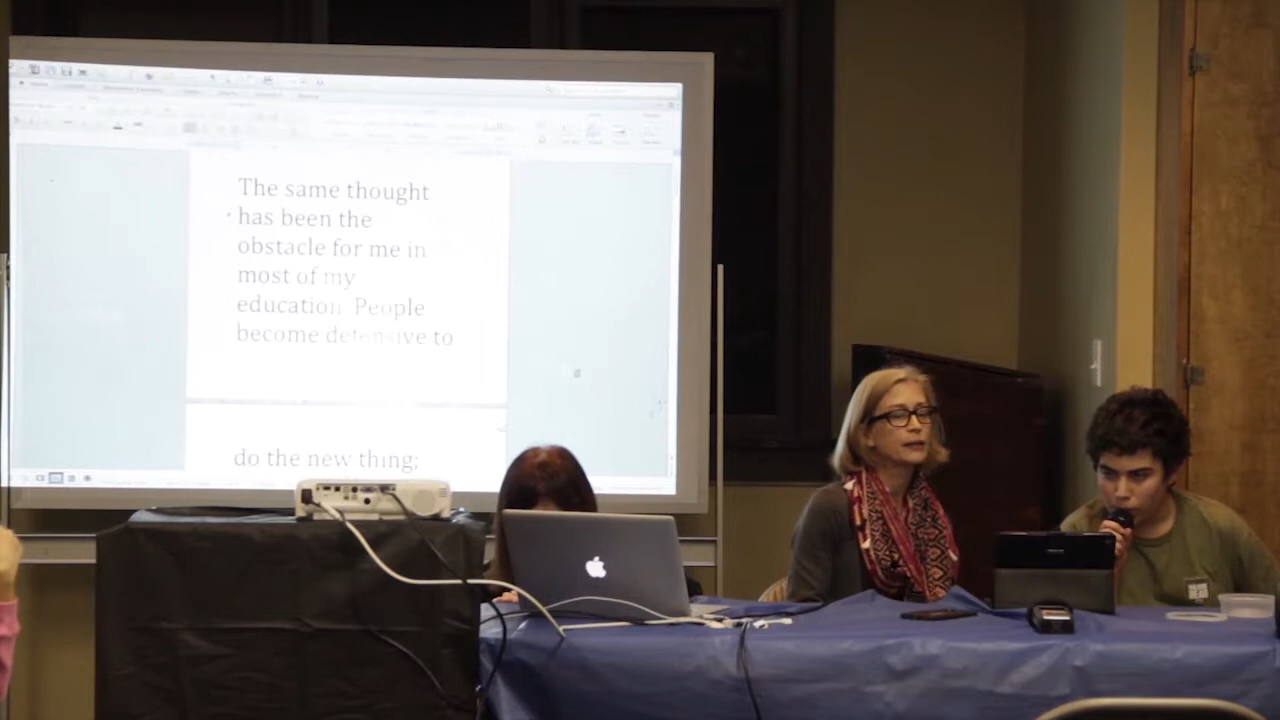 The same thought
has been the
obstacle for me in
most of my
education. People
become defensive to
do the new thing;